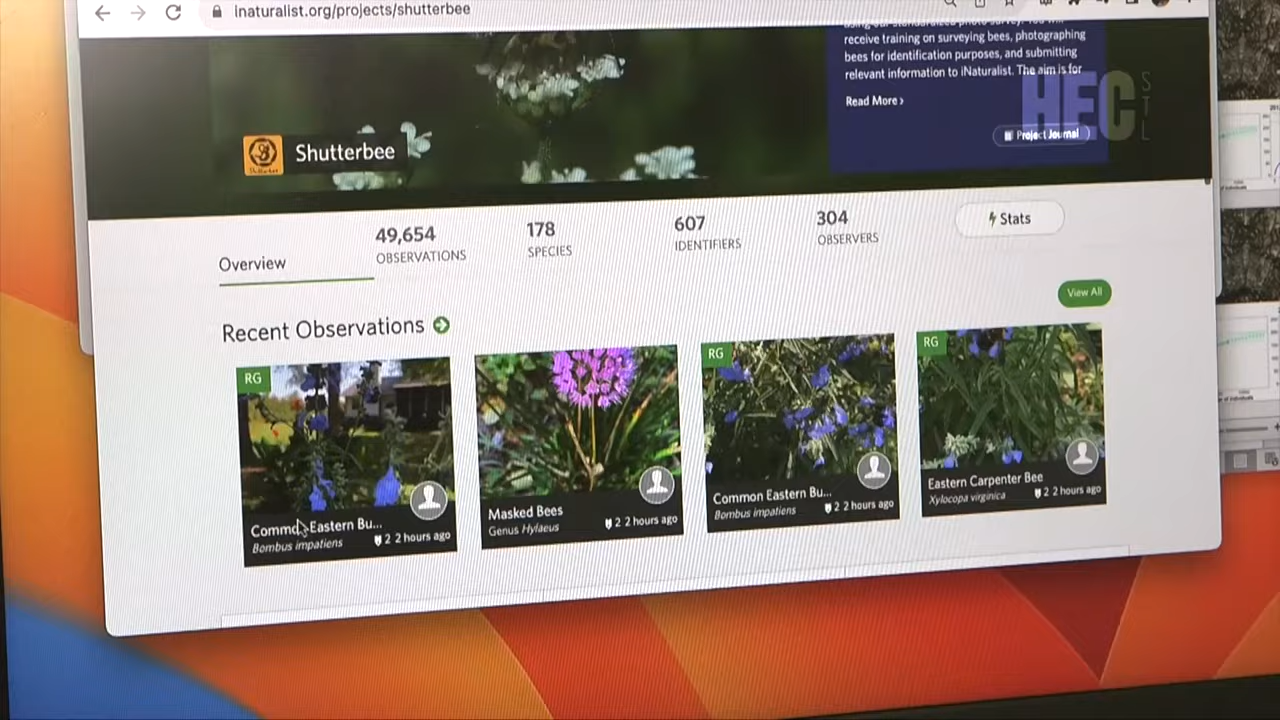 inaturalist.org/projects/shutterbee
receive training on surveying bees, photographing
bees for identification purposes, and submitting
relevant information to iNaturalist. The aim is for
Read More ›
Project Journal
HEC
STL
Shutterbee
Overview
49,654
OBSERVATIONS
178
SPECIES
607
IDENTIFIERS
304
OBSERVERS
Stats
View All
Recent Observations
RG
Common Eastern Bu...
Bombus impatiens
2 2 hours ago
Masked Bees
Genus Hylaeus
2 2 hours ago
RG
Common Eastern Bu...
Bombus impatiens
2 2 hours ago
RG
Eastern Carpenter Bee
Xylocopa virginica
2 2 hours ago